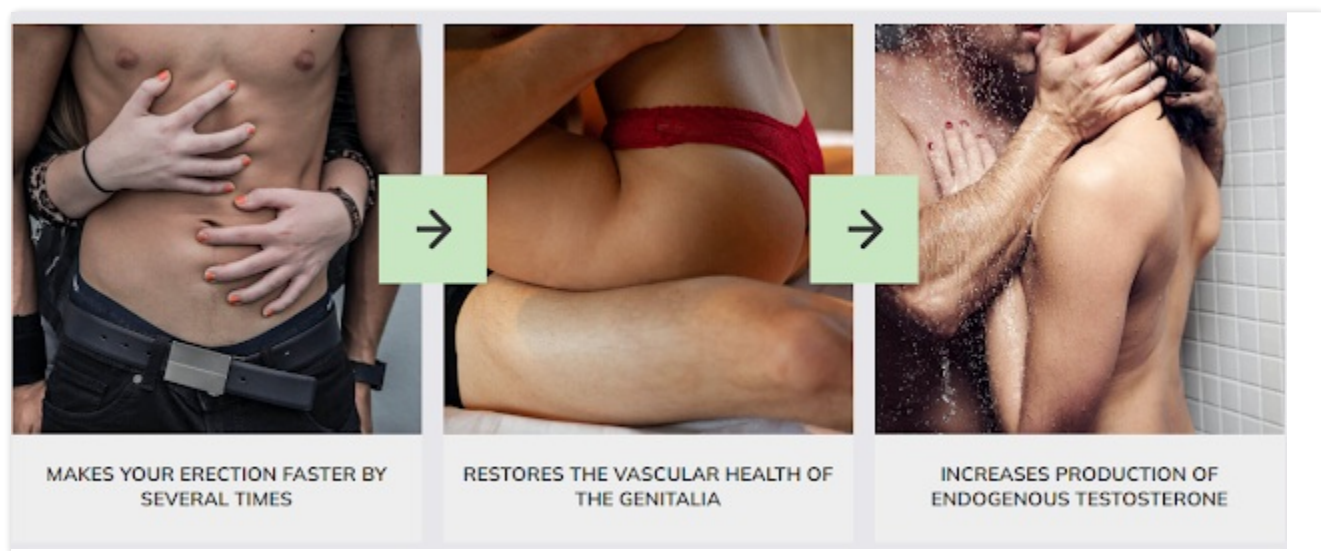 MAKES YOUR ERECTION FASTER BY
SEVERAL TIMES
RESTORES THE VASCULAR HEALTH OF
THE GENITALIA
INCREASES PRODUCTION OF
ENDOGENOUS TESTOSTERONE